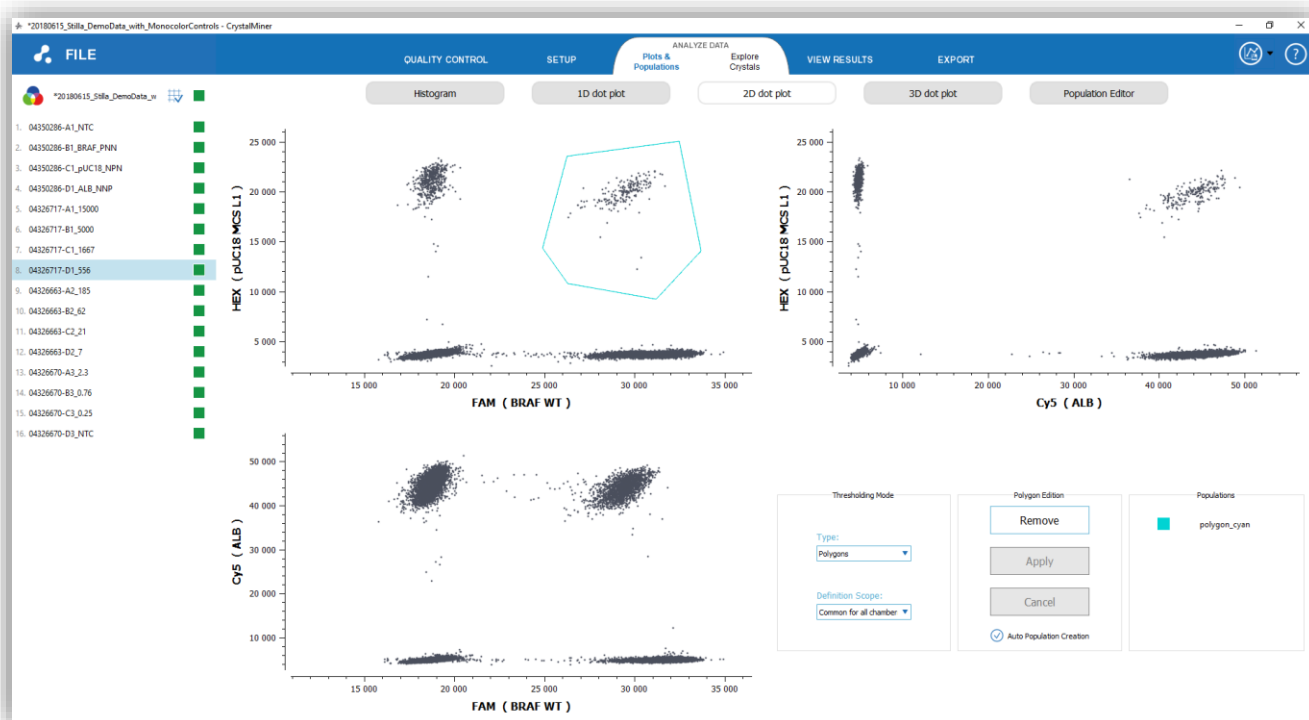 *20180615_Stilla_DemoData_with_MonocolorControls - CrystalMiner
FILE
QUALITY CONTROL
SETUP
ANALYZE DATA
Plots & Populations
Explore Crystals
VIEW RESULTS
EXPORT
?
*20180615_Stilla_DemoData_w
Histogram
1D dot plot
2D dot plot
3D dot plot
Population Editor
1. 04350286-A1_NTC
2. 04350286-B1_BRAF_PNN
3. 04350286-C1_pUC18_NPN
4. 04350286-D1_ALB_NNP
5. 04326717-A1_15000
6. 04326717-B1_5000
7. 04326717-C1_1667
8. 04326717-D1_556
9. 04326663-A2_185
10. 04326663-B2_62
11. 04326663-C2_21
12. 04326663-D2_7
13. 04326670-A3_2.3
14. 04326670-B3_0.76
15. 04326670-C3_0.25
16. 04326670-D3_NTC
HEX ( pUC18 MCS L1 )
25 000
20 000
15 000
10 000
5 000
15 000 20 000 25 000 30 000 35 000
FAM ( BRAF WT )
HEX ( pUC18 MCS L1 )
25 000
20 000
15 000
10 000
5 000
10 000 20 000 30 000 40 000 50 000
Cy5 ( ALB )
Cy5 ( ALB )
50 000
40 000
30 000
20 000
10 000
15 000 20 000 25 000 30 000 35 000
FAM ( BRAF WT )
Thresholding Mode
Type:
Polygons
Definition Scope:
Common for all chamber
Polygon Edition
Remove
Apply
Cancel
Auto Population Creation
Populations
polygon_cyan